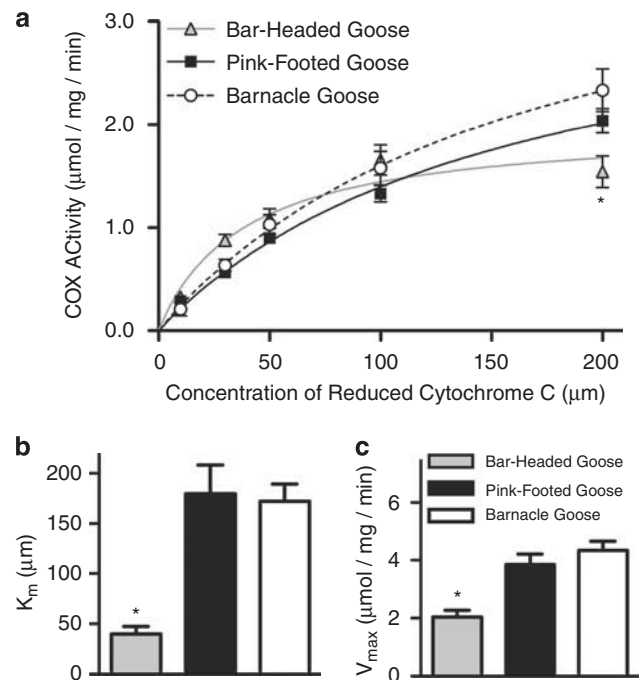 a
Bar-Headed Goose
Pink-Footed Goose
Barnacle Goose
COX ACtivity (μmol / mg / min)
3.0
2.0
1.0
0.0
*
0 50 100 150 200
Concentration of Reduced Cytochrome C (μm)
b
Km (μm)
200
150
100
50
0
*
c
Bar-Headed Goose
Pink-Footed Goose
Barnacle Goose
Vmax (μmol / mg / min)
6
4
2
0
*